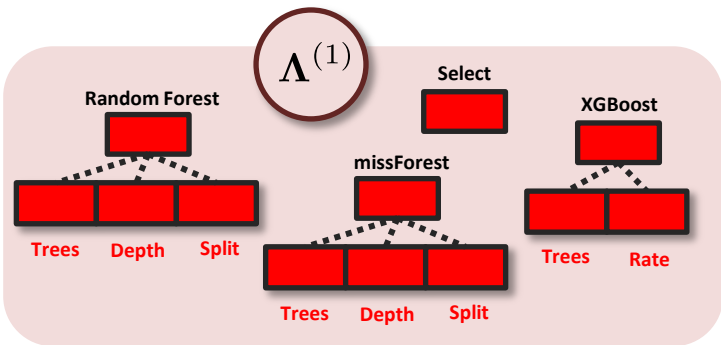 Λ^(1)
Select
Random Forest
XGBoost
missForest
Trees Depth Split
Trees Rate
Trees Depth Split